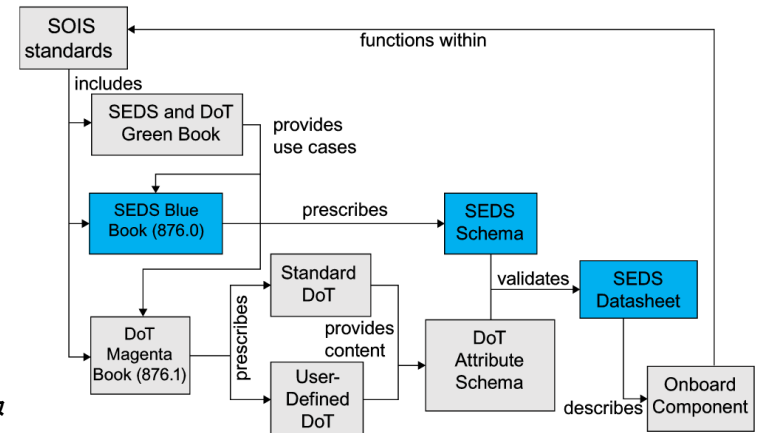 SOIS
standards
functions within
includes
SEDS and DoT
Green Book
provides
use cases
SEDS Blue
Book (876.0)
prescribes
SEDS
Schema
Standard
DoT
validates
SEDS
Datasheet
prescribes
provides
content
DoT
Magenta
Book (876.1)
DoT
Attribute
Schema
User-
Defined
DoT
describes
Onboard
Component